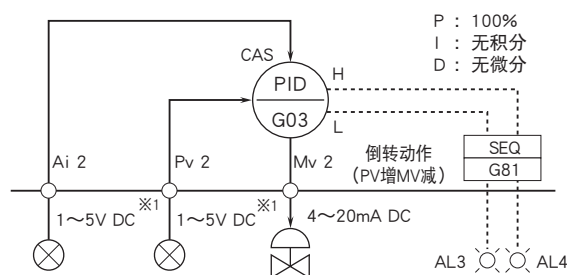 P : 100%
I : 无积分
D : 无微分
CAS
PID
G03
H
L
Ai 2
Pv 2
Mv 2
倒转动作
（PV增MV减）
SEQ
G81
1～5V DC
※1
1～5V DC
※1
4～20mA DC
AL3
AL4